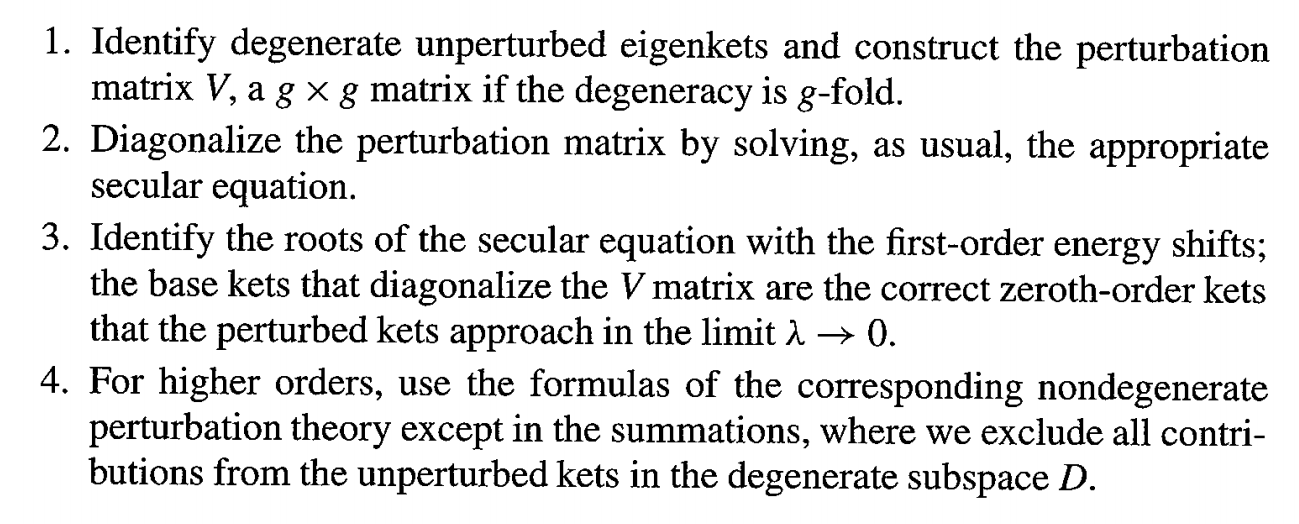 1. Identify degenerate unperturbed eigenkets and construct the perturbation
matrix V, a g × g matrix if the degeneracy is g-fold.
2. Diagonalize the perturbation matrix by solving, as usual, the appropriate
secular equation.
3. Identify the roots of the secular equation with the first-order energy shifts;
the base kets that diagonalize the V matrix are the correct zeroth-order kets
that the perturbed kets approach in the limit λ → 0.
4. For higher orders, use the formulas of the corresponding nondegenerate
perturbation theory except in the summations, where we exclude all contri-
butions from the unperturbed kets in the degenerate subspace D.